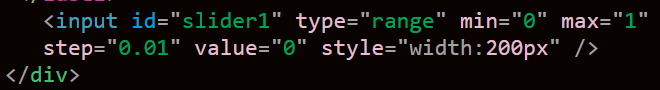 <input id="slider1" type="range" min="0" max="1"
step="0.01" value="0" style="width:200px" />
</div>